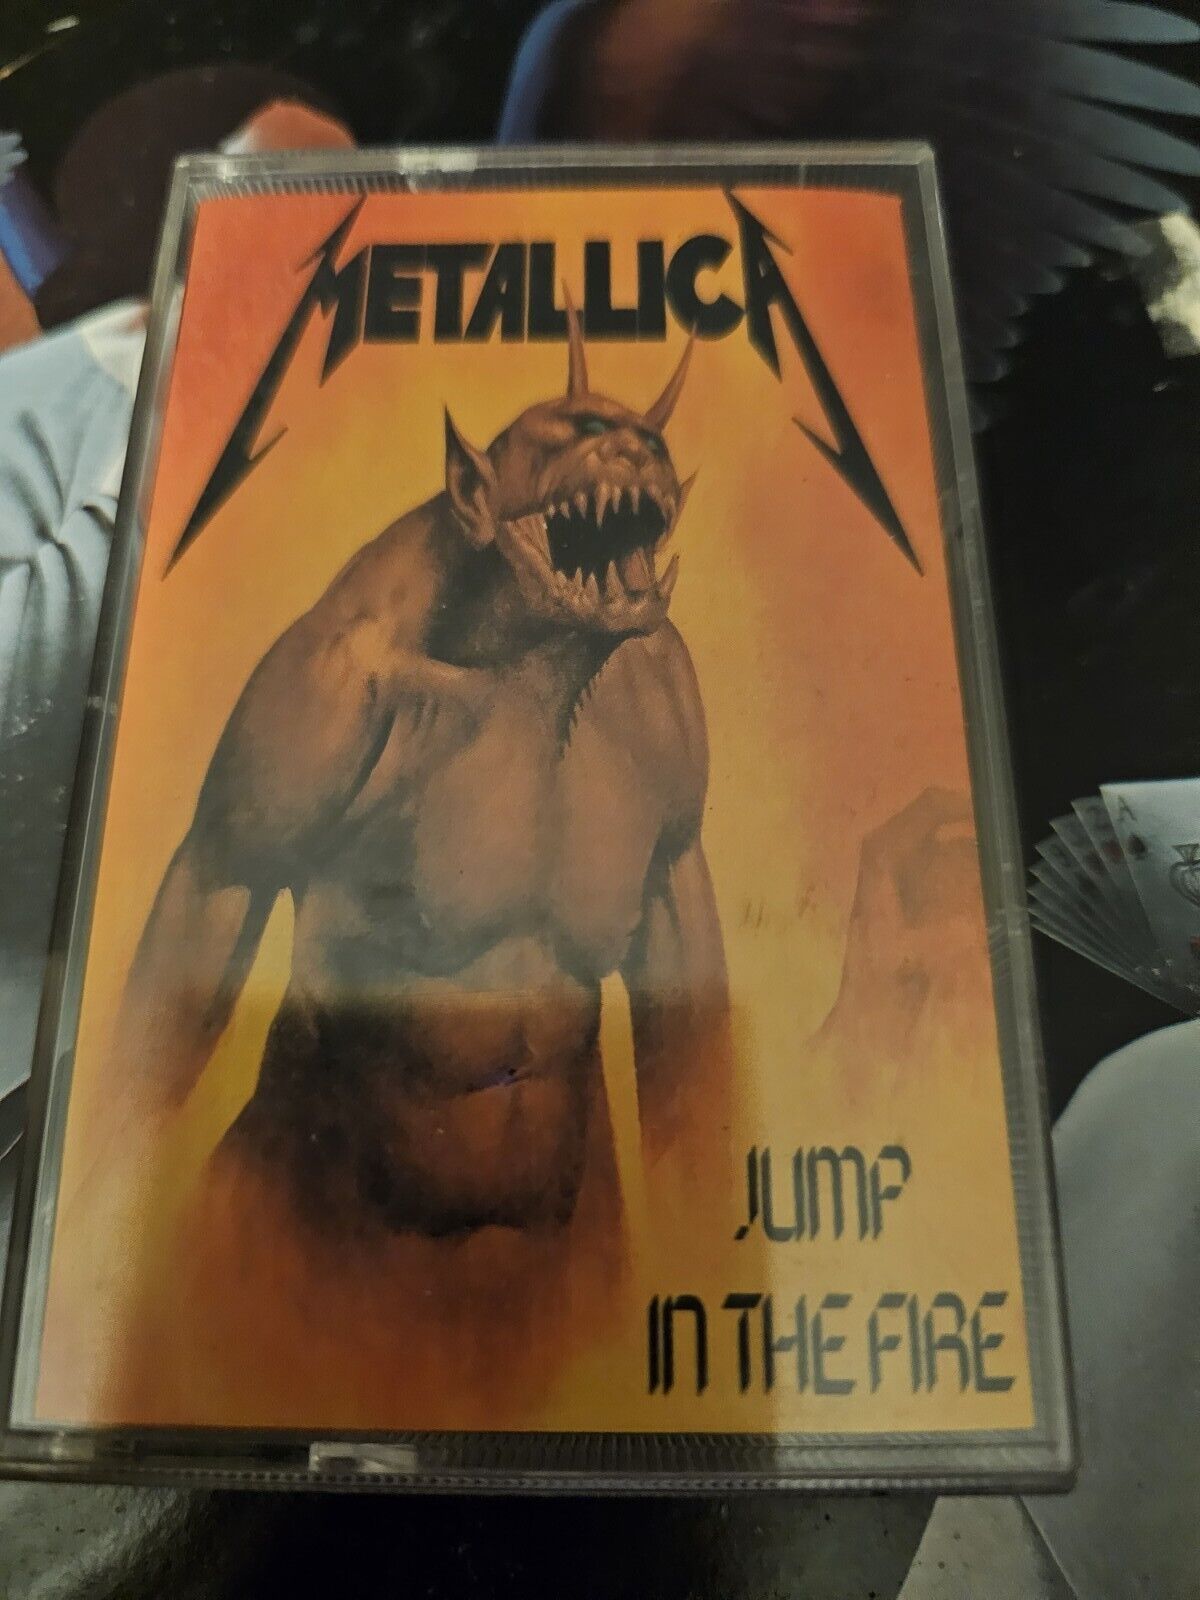 METALLICA
JUMP
IN THE FIRE
A